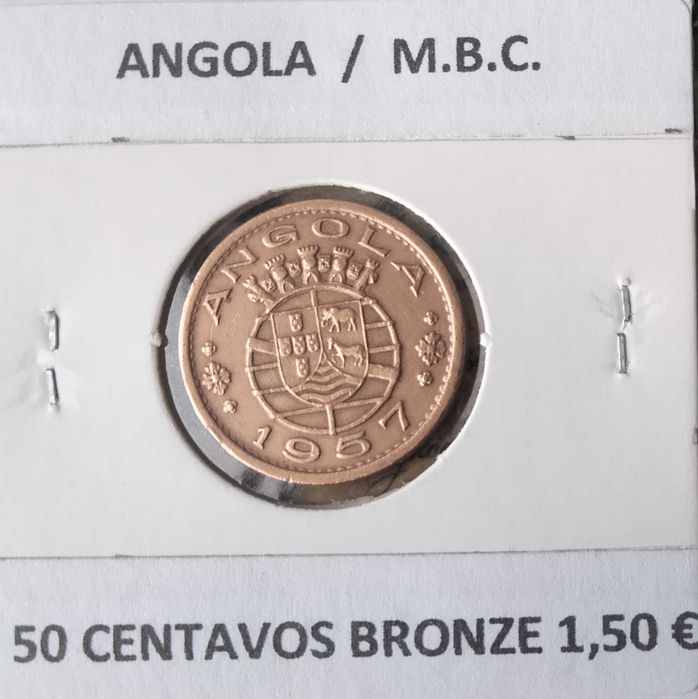 ANGOLA / M.B.C.
ANGOLA
1957
50 CENTAVOS BRONZE 1,50 €